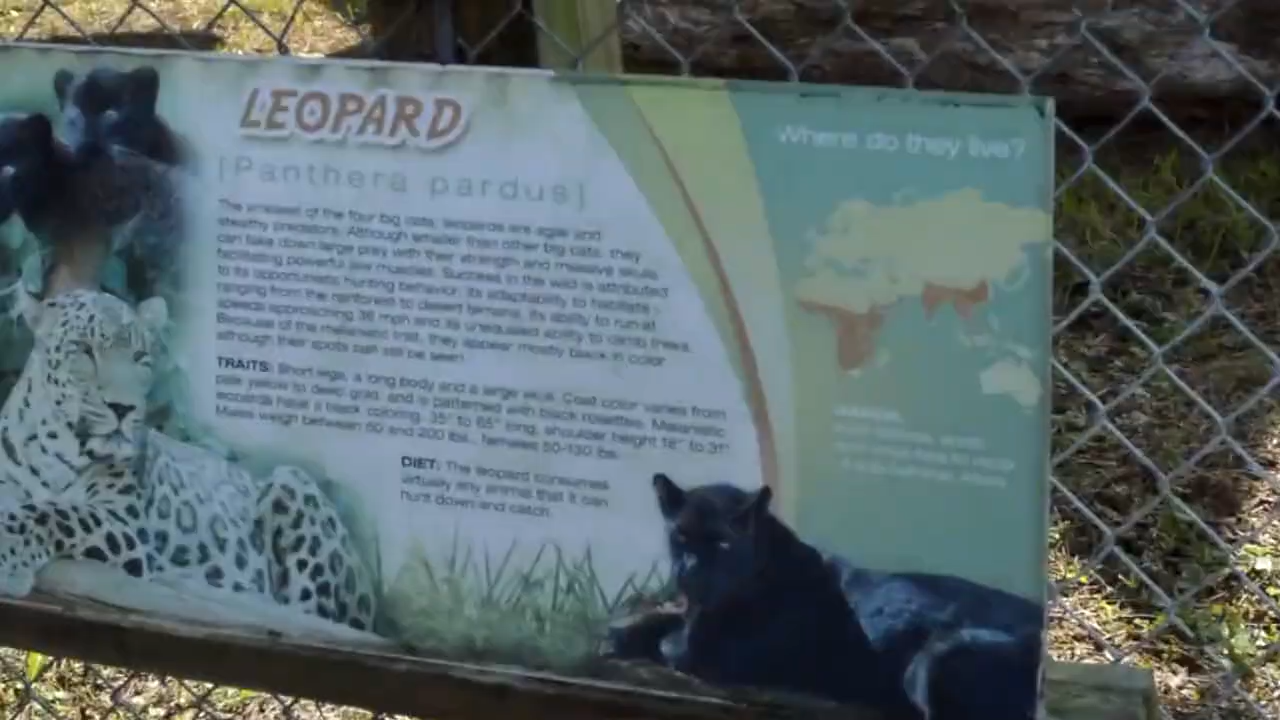 LEOPARD
[Panthera pardus]
The smallest of the four big cats, leopards are agile and
stealthy predators. Although smaller than other big cats, they
can take down large prey with their strength and massive skulls
facilitating powerful jaw muscles. Success in the wild is attributed
to its opportunistic hunting behavior, its adaptability to habitats
ranging from the rainforest to desert terrains, its ability to run at
speeds approaching 36 mph and its unequaled ability to climb trees.
Because of the melanistic trait, they appear mostly black in color
although their spots can still be seen.
TRAITS: Short legs, a long body and a large skull. Coat color varies from
pale yellow to deep gold, and is patterned with black rosettes. Melanistic
leopards have a black coloring. 35" to 65" long, shoulder height 18" to 31"
Males weigh between 60 and 200 lbs., females 50-130 lbs.
DIET: The leopard consumes
virtually any animal that it can
hunt down and catch.
Where do they live?